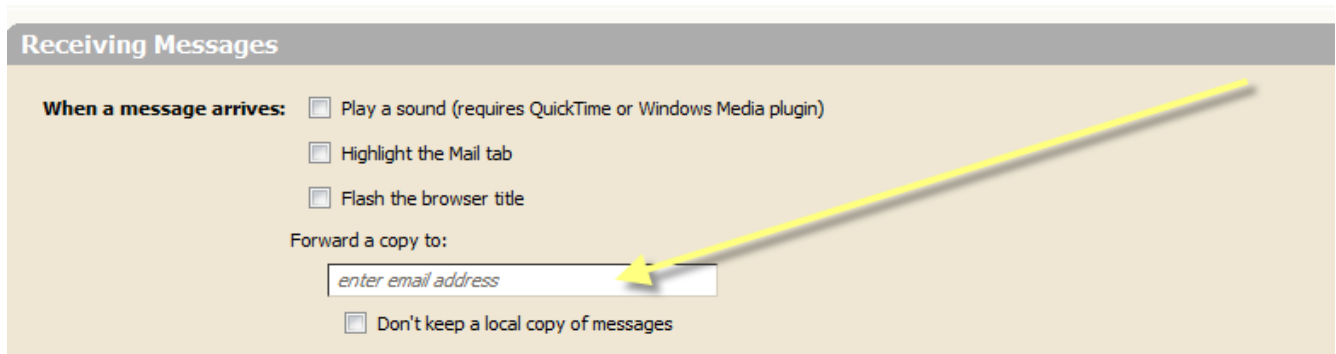 Receiving Messages
When a message arrives: Play a sound (requires QuickTime or Windows Media plugin)
Highlight the Mail tab
Flash the browser title
Forward a copy to:
enter email address
Don't keep a local copy of messages